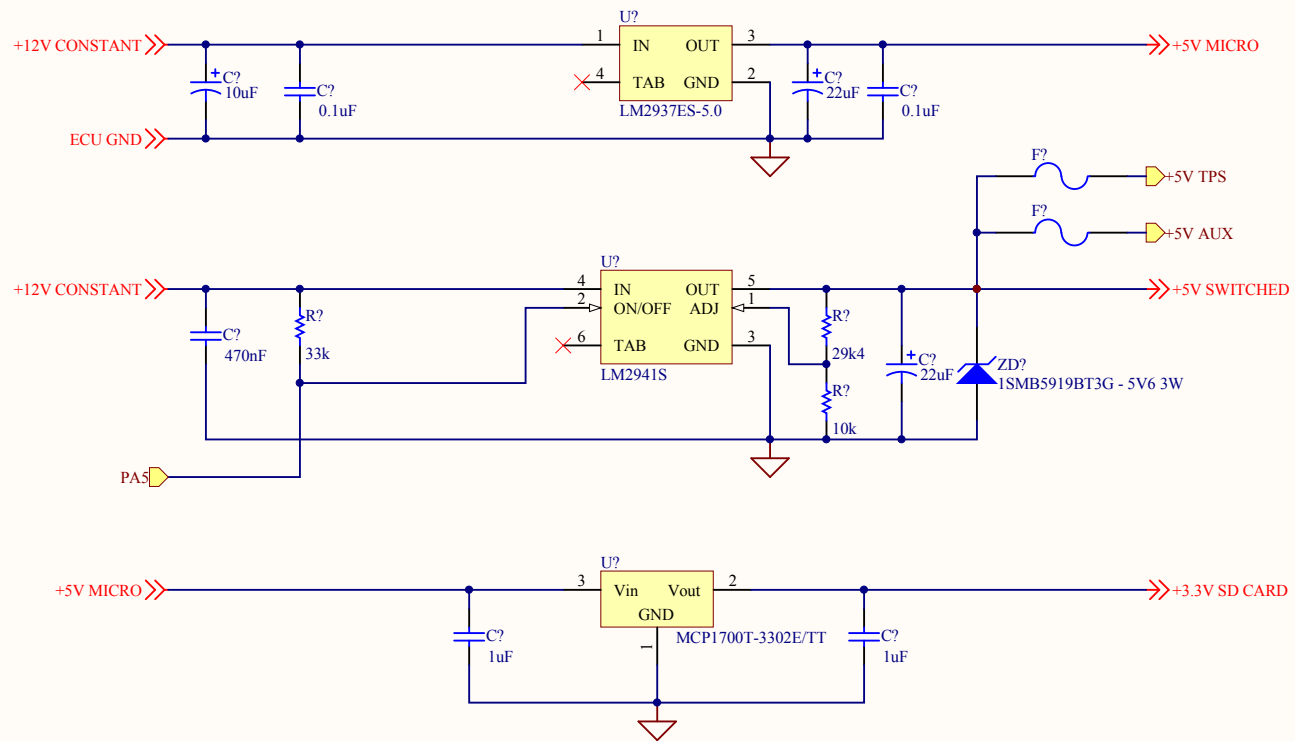 U?
+12V CONSTANT
1
IN
OUT
3
+5V MICRO
4
TAB
GND
2
+
C?
10uF
C?
0.1uF
+
C?
22uF
C?
0.1uF
LM2937ES-5.0
ECU GND
F?
+5V TPS
F?
+5V AUX
U?
+12V CONSTANT
4
IN
OUT
5
+5V SWITCHED
2
ON/OFF
ADJ
1
C?
470nF
R?
33k
6
TAB
GND
3
R?
29k4
LM2941S
+
C?
22uF
ZD?
1SMB5919BT3G - 5V6 3W
R?
10k
PA5
U?
+5V MICRO
3
Vin
Vout
2
+3.3V SD CARD
GND
1
MCP1700T-3302E/TT
C?
1uF
C?
1uF